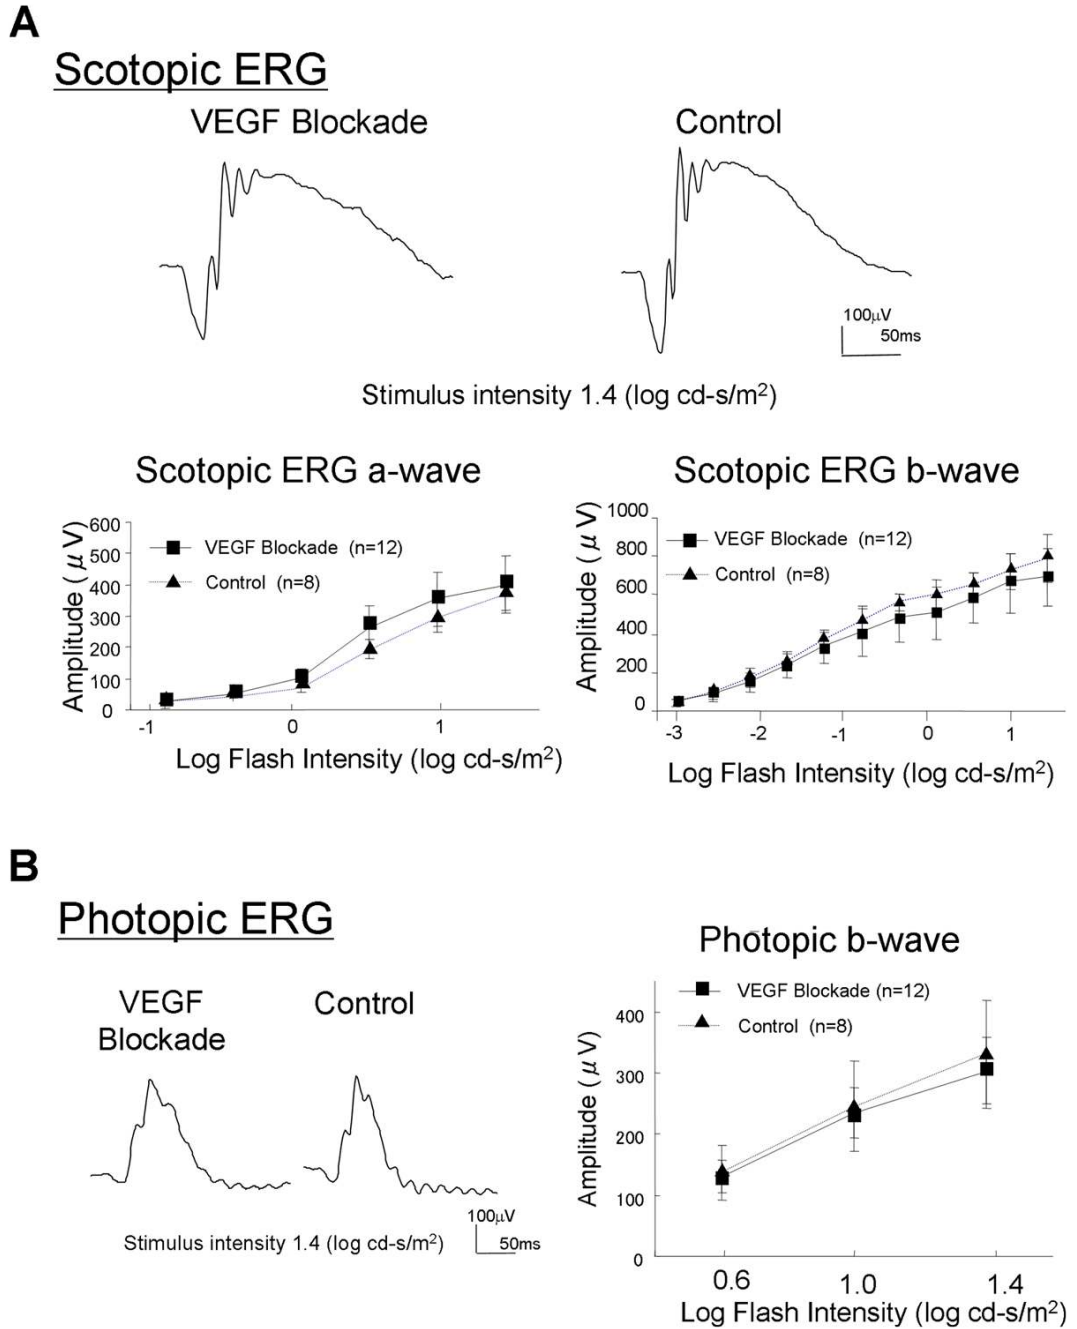 A
Scotopic ERG
VEGF Blockade
Control
100μV
50ms
Stimulus intensity 1.4 (log cd-s/m²)
Scotopic ERG a-wave
Amplitude (μV)
600
500
400
300
200
100
0
VEGF Blockade (n=12)
Control (n=8)
-1
0
1
Log Flash Intensity (log cd-s/m²)
Scotopic ERG b-wave
Amplitude (μV)
1000
800
600
400
200
0
VEGF Blockade (n=12)
Control (n=8)
-3
-2
-1
0
1
Log Flash Intensity (log cd-s/m²)
B
Photopic ERG
VEGF
Blockade
Control
100μV
50ms
Stimulus intensity 1.4 (log cd-s/m²)
Photopic b-wave
Amplitude (μV)
400
300
200
100
0
VEGF Blockade (n=12)
Control (n=8)
0.6
1.0
1.4
Log Flash Intensity (log cd-s/m²)